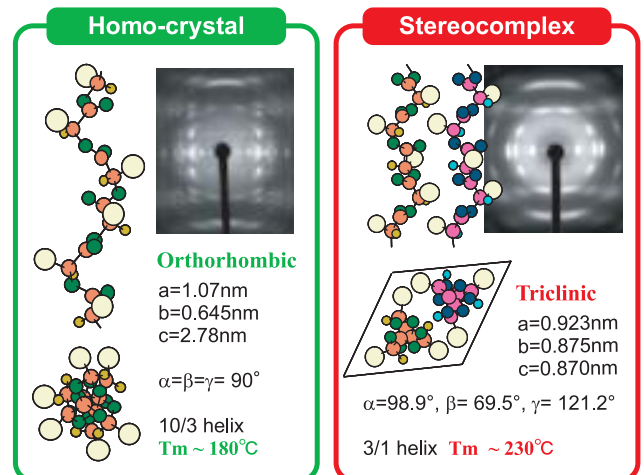 Homo-crystal
Orthorhombic
a=1.07nm
b=0.645nm
c=2.78nm
α=β=γ= 90°
10/3 helix
Tm ~ 180℃
Stereocomplex
Triclinic
a=0.923nm
b=0.875nm
c=0.870nm
α=98.9°, β= 69.5°, γ= 121.2°
3/1 helix Tm ~ 230℃